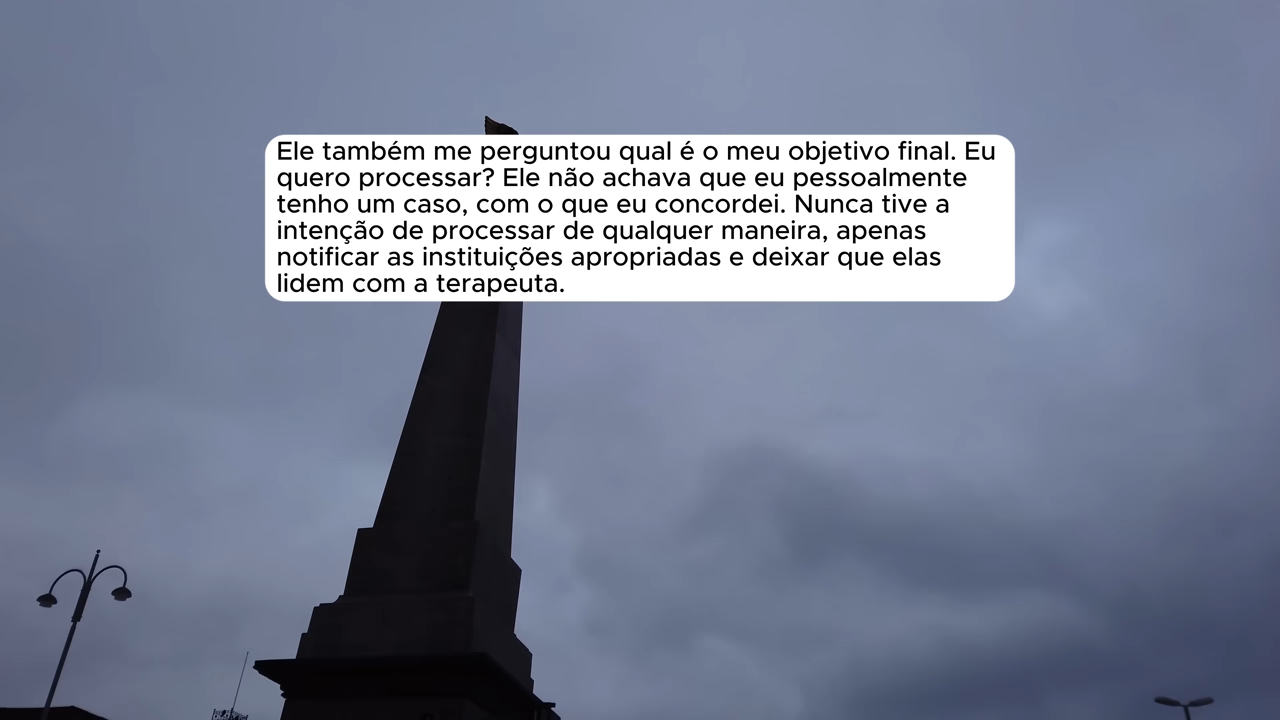 Ele também me perguntou qual é o meu objetivo final. Eu
quero processar? Ele não achava que eu pessoalmente
tenho um caso, com o que eu concordei. Nunca tive a
intenção de processar de qualquer maneira, apenas
notificar as instituições apropriadas e deixar que elas
lidem com a terapeuta.